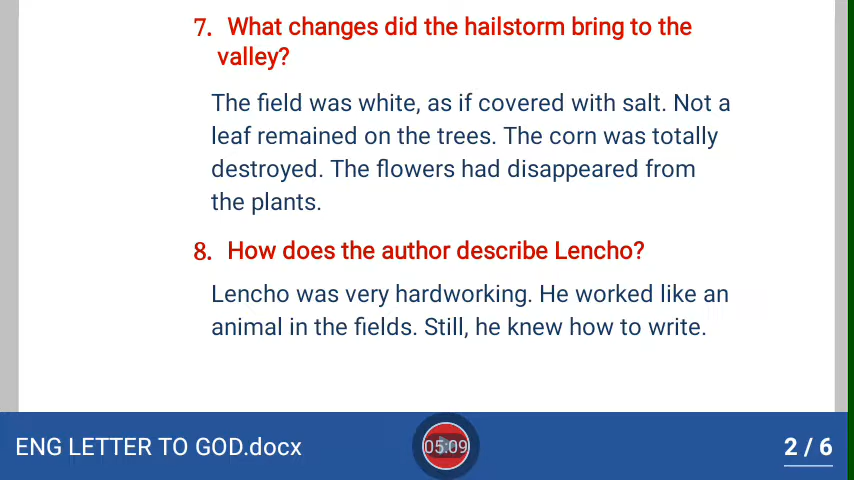 7. What changes did the hailstorm bring to the
valley?
The field was white, as if covered with salt. Not a
leaf remained on the trees. The corn was totally
destroyed. The flowers had disappeared from
the plants.
8. How does the author describe Lencho?
Lencho was very hardworking. He worked like an
animal in the fields. Still, he knew how to write.
ENG LETTER TO GOD.docx
05:09
2 / 6